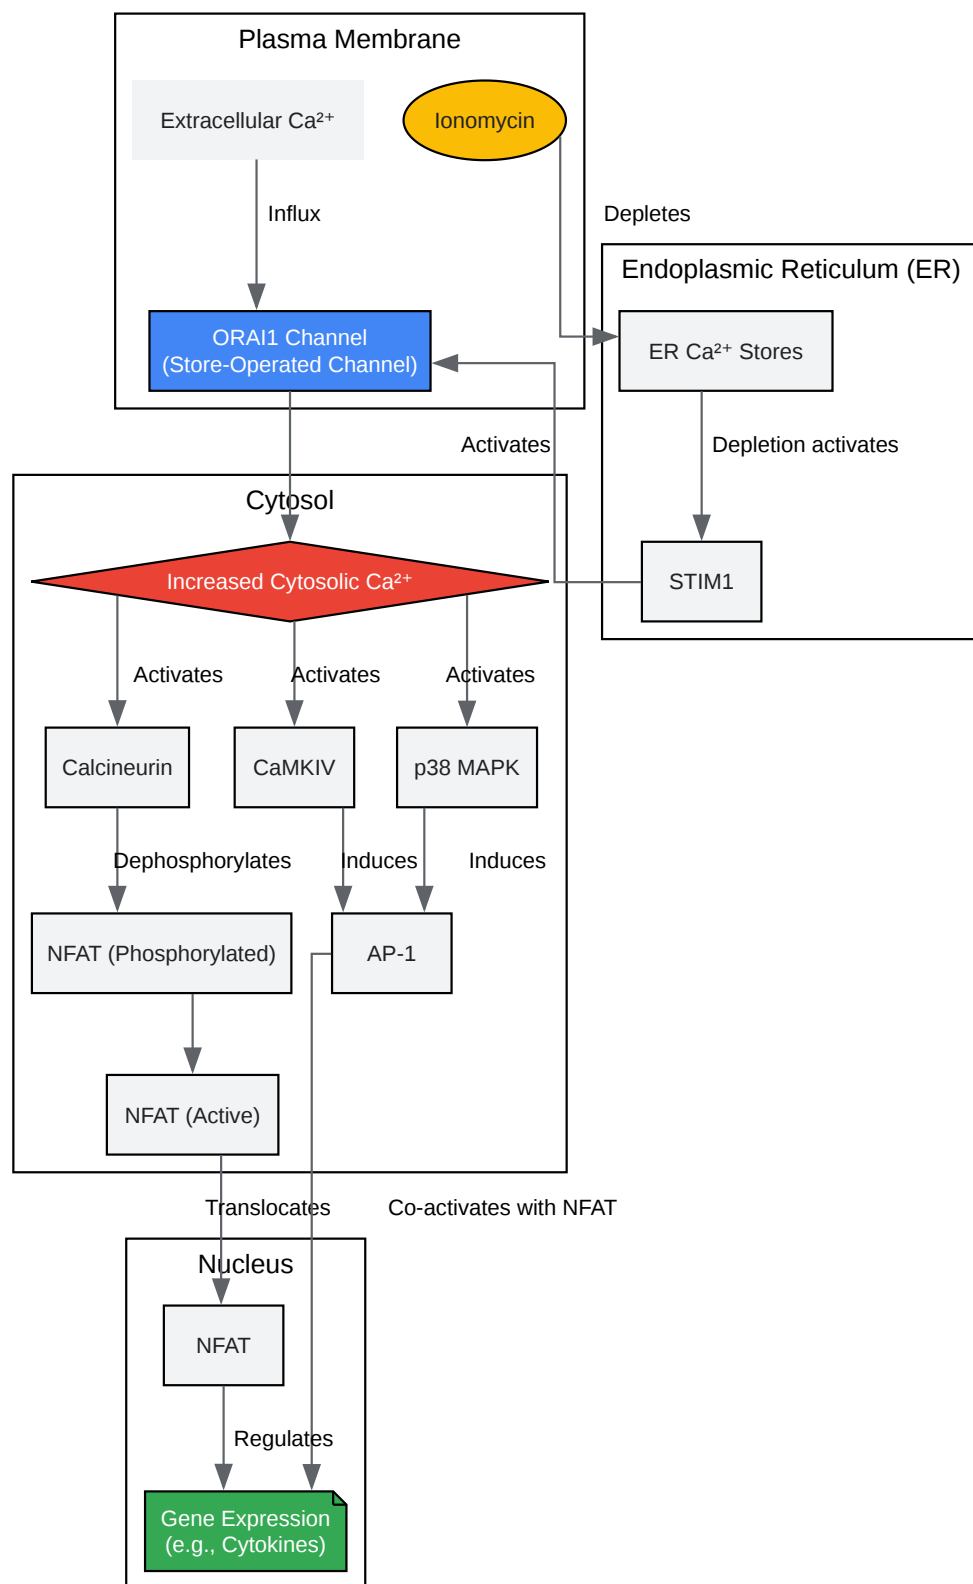 Plasma Membrane
Extracellular Ca²⁺
Ionomycin
Influx
Depletes
Endoplasmic Reticulum (ER)
ORAI1 Channel
(Store-Operated Channel)
ER Ca²⁺ Stores
Activates
Depletion activates
Cytosol
Increased Cytosolic Ca²⁺
STIM1
Activates
Activates
Activates
Calcineurin
CaMKIV
p38 MAPK
Dephosphorylates
Induces
Induces
NFAT (Phosphorylated)
AP-1
NFAT (Active)
Translocates
Co-activates with NFAT
Nucleus
NFAT
Regulates
Gene Expression
(e.g., Cytokines)